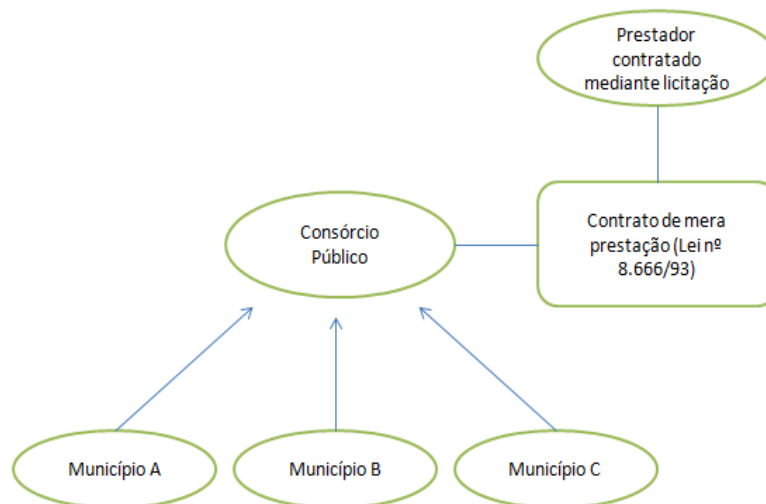 Prestador
contratado
mediante licitação
Contrato de mera
prestação (Lei nº
8.666/93)
Consórcio
Público
Município A
Município B
Município C